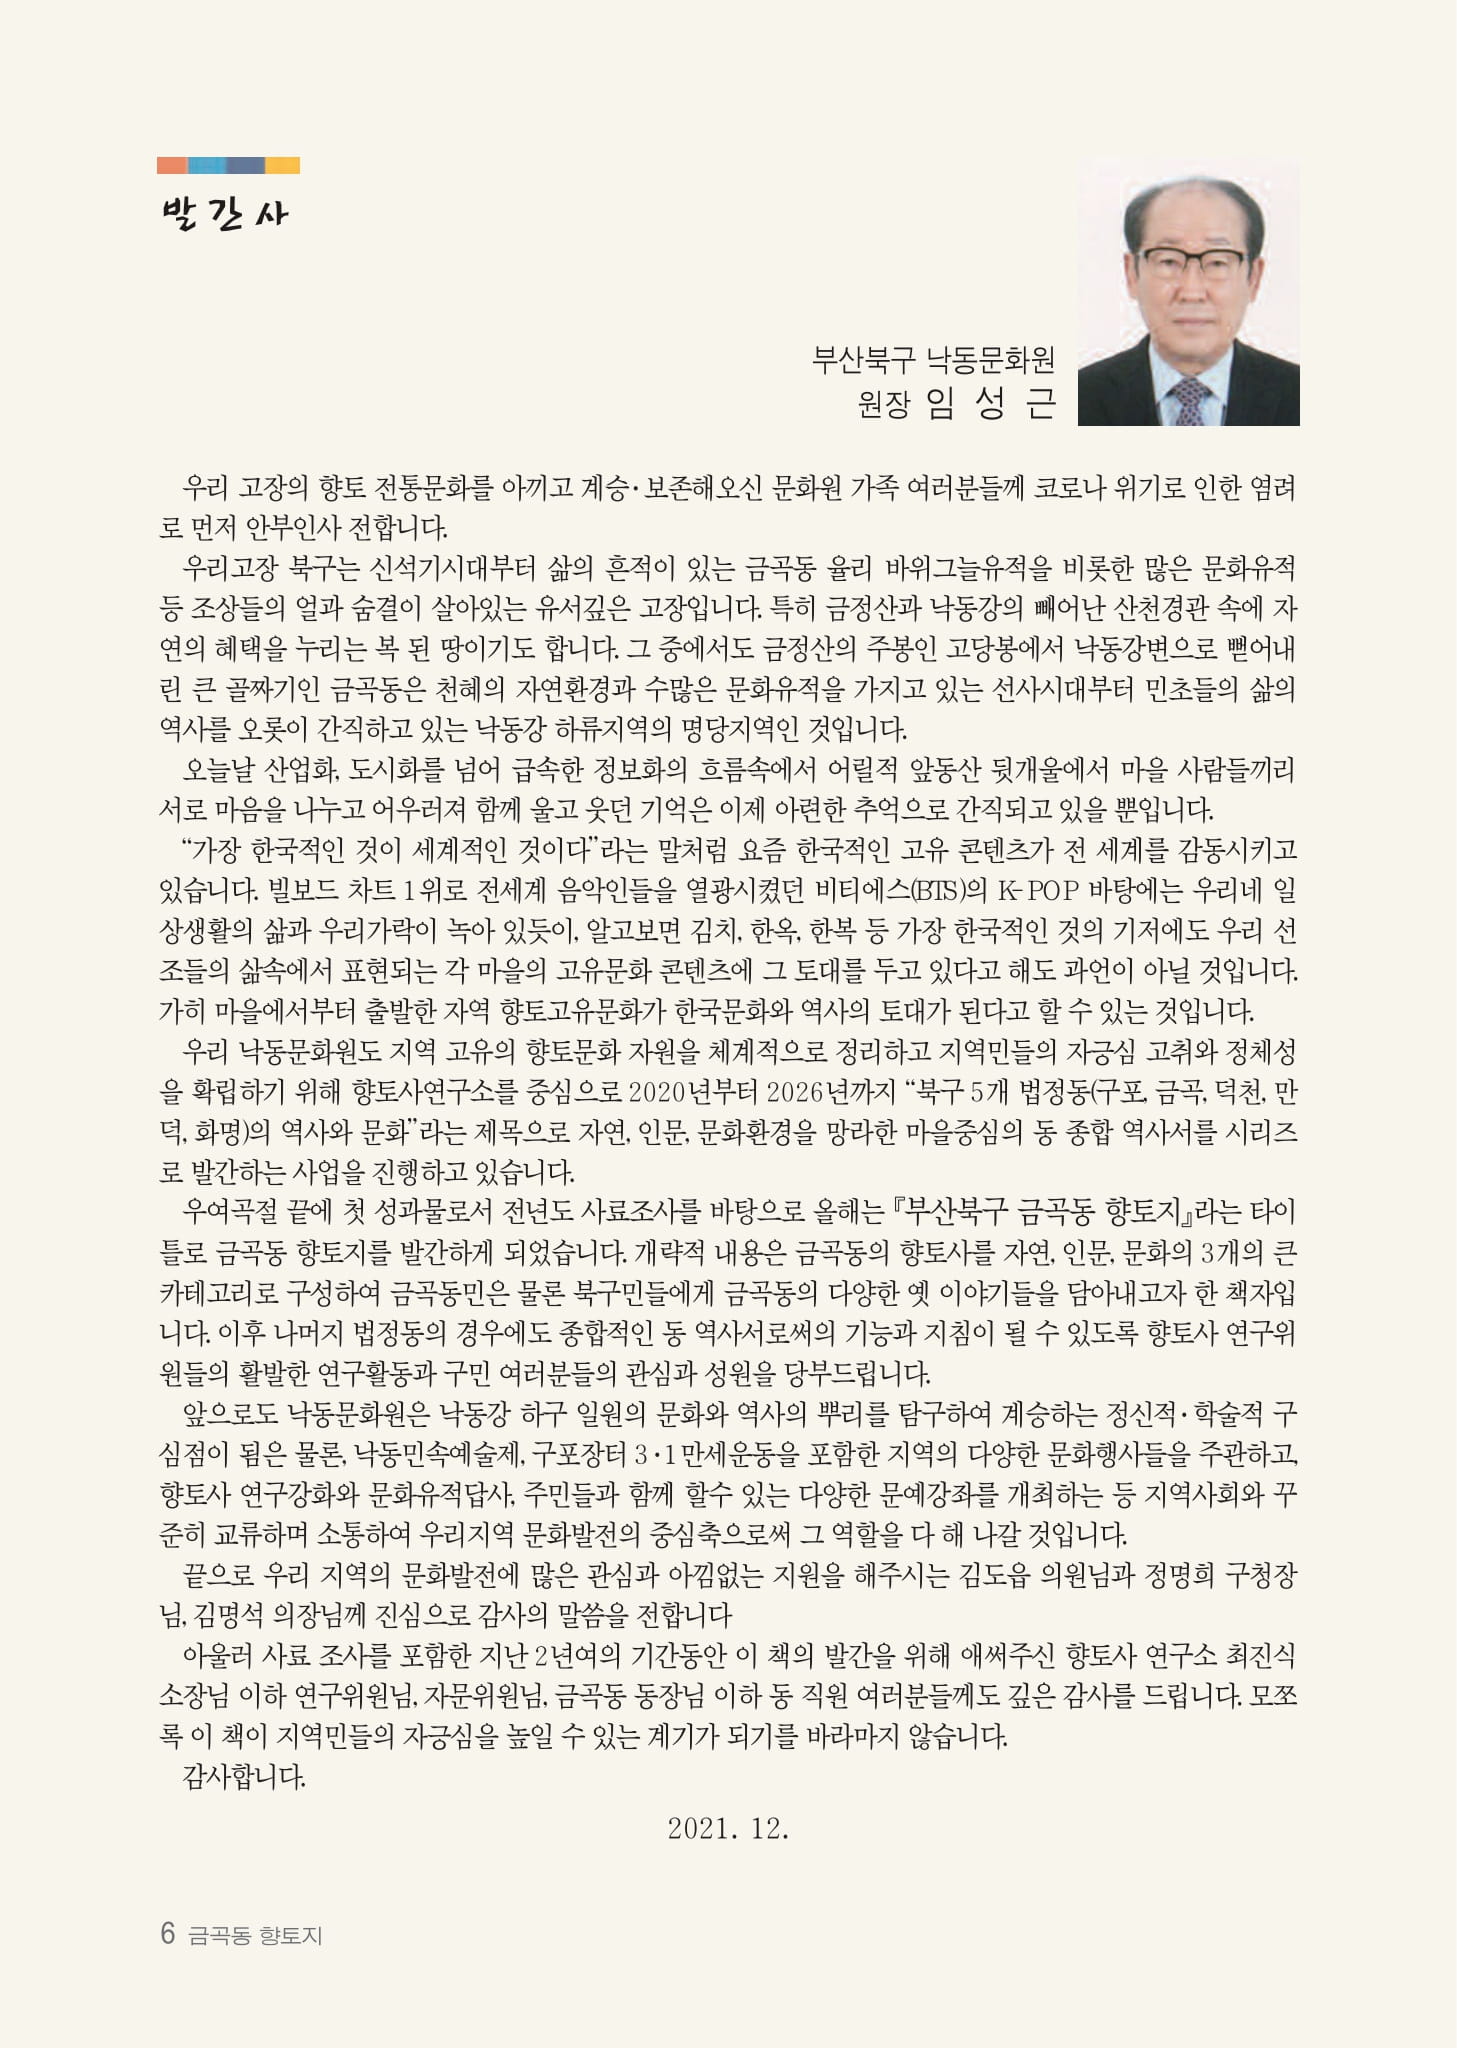 발간사
부산북구 낙동문화원
원장 임 성 근
우리 고장의 향토 전통문화를 아끼고 계승·보존해오신 문화원 가족 여러분들께 코로나 위기로 인한 염려
로 먼저 안부인사 전합니다.
우리고장 북구는 신석기시대부터 삶의 흔적이 있는 금곡동 율리 바위그늘유적을 비롯한 많은 문화유적
등 조상들의 얼과 숨결이 살아있는 유서깊은 고장입니다. 특히 금정산과 낙동강의 빼어난 산천경관 속에 자
연의 혜택을 누리는 복 된 땅이기도 합니다. 그 중에서도 금정산의 주봉인 고당봉에서 낙동강변으로 뻗어내
린 큰 골짜기인 금곡동은 천혜의 자연환경과 수많은 문화유적을 가지고 있는 선사시대부터 민초들의 삶의
역사를 오롯이 간직하고 있는 낙동강 하류지역의 명당지역인 것입니다.
오늘날 산업화, 도시화를 넘어 급속한 정보화의 흐름속에서 어릴적 앞동산 뒷개울에서 마을 사람들끼리
서로 마음을 나누고 어우러져 함께 울고 웃던 기억은 이제 아련한 추억으로 간직되고 있을 뿐입니다.
“가장 한국적인 것이 세계적인 것이다”라는 말처럼 요즘 한국적인 고유 콘텐츠가 전 세계를 감동시키고
있습니다. 빌보드 차트 1위로 전세계 음악인들을 열광시켰던 비티에스(BTS)의 K-POP 바탕에는 우리네 일
상생활의 삶과 우리가락이 녹아 있듯이, 알고보면 김치, 한옥, 한복 등 가장 한국적인 것의 기저에도 우리 선
조들의 삶속에서 표현되는 각 마을의 고유문화 콘텐츠에 그 토대를 두고 있다고 해도 과언이 아닐 것입니다.
가히 마을에서부터 출발한 자역 향토고유문화가 한국문화와 역사의 토대가 된다고 할 수 있는 것입니다.
우리 낙동문화원도 지역 고유의 향토문화 자원을 체계적으로 정리하고 지역민들의 자긍심 고취와 정체성
을 확립하기 위해 향토사연구소를 중심으로 2020년부터 2026년까지 “북구 5개 법정동(구포, 금곡, 덕천, 만
덕, 화명)의 역사와 문화”라는 제목으로 자연, 인문, 문화환경을 망라한 마을중심의 동 종합 역사서를 시리즈
로 발간하는 사업을 진행하고 있습니다.
우여곡절 끝에 첫 성과물로서 전년도 사료조사를 바탕으로 올해는 『부산북구 금곡동 향토지』라는 타이
틀로 금곡동 향토지를 발간하게 되었습니다. 개략적 내용은 금곡동의 향토사를 자연, 인문, 문화의 3개의 큰
카테고리로 구성하여 금곡동민은 물론 북구민들에게 금곡동의 다양한 옛 이야기들을 담아내고자 한 책자입
니다. 이후 나머지 법정동의 경우에도 종합적인 동 역사서로써의 기능과 지침이 될 수 있도록 향토사 연구위
원들의 활발한 연구활동과 구민 여러분들의 관심과 성원을 당부드립니다.
앞으로도 낙동문화원은 낙동강 하구 일원의 문화와 역사의 뿌리를 탐구하여 계승하는 정신적·학술적 구
심점이 됨은 물론, 낙동민속예술제, 구포장터 3·1만세운동을 포함한 지역의 다양한 문화행사들을 주관하고,
향토사 연구강화와 문화유적답사, 주민들과 함께 할수 있는 다양한 문예강좌를 개최하는 등 지역사회와 꾸
준히 교류하며 소통하여 우리지역 문화발전의 중심축으로써 그 역할을 다 해 나갈 것입니다.
끝으로 우리 지역의 문화발전에 많은 관심과 아낌없는 지원을 해주시는 김도읍 의원님과 정명희 구청장
님, 김명석 의장님께 진심으로 감사의 말씀을 전합니다
아울러 사료 조사를 포함한 지난 2년여의 기간동안 이 책의 발간을 위해 애써주신 향토사 연구소 최진식
소장님 이하 연구위원님, 자문위원님, 금곡동 동장님 이하 동 직원 여러분들께도 깊은 감사를 드립니다. 모쪼
록 이 책이 지역민들의 자긍심을 높일 수 있는 계기가 되기를 바라마지 않습니다.
감사합니다.
2021. 12.
6 금곡동 향토지